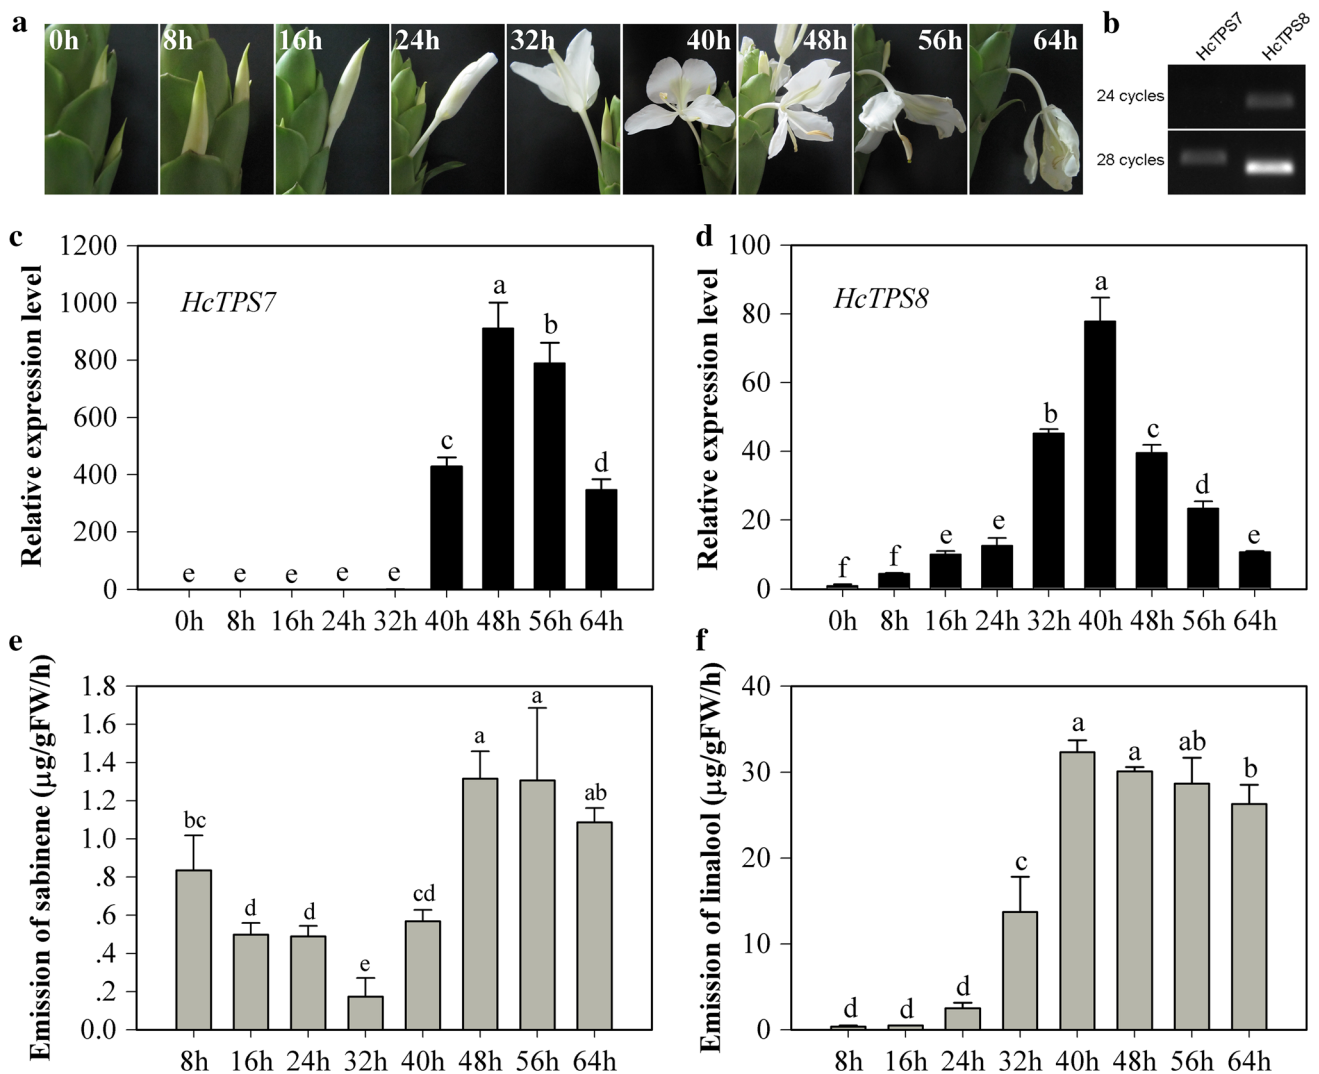 a
0h 8h 16h 24h 32h 40h 48h 56h 64h
b
HcTPS7 HcTPS8
24 cycles
28 cycles
c
Relative expression level
1200
1000
800
600
400
200
0
HcTPS7
e e e e e c a b d
0h 8h 16h 24h 32h 40h 48h 56h 64h
d
Relative expression level
100
80
60
40
20
0
HcTPS8
f f e e b a c d e
0h 8h 16h 24h 32h 40h 48h 56h 64h
e
Emission of sabinene (µg/gFW/h)
1.8
1.6
1.4
1.2
1.0
.8
.6
.4
.2
0.0
bc d d e cd a a ab
8h 16h 24h 32h 40h 48h 56h 64h
f
Emission of linalool (µg/gFW/h)
40
30
20
10
0
d d d c a a ab b
8h 16h 24h 32h 40h 48h 56h 64h